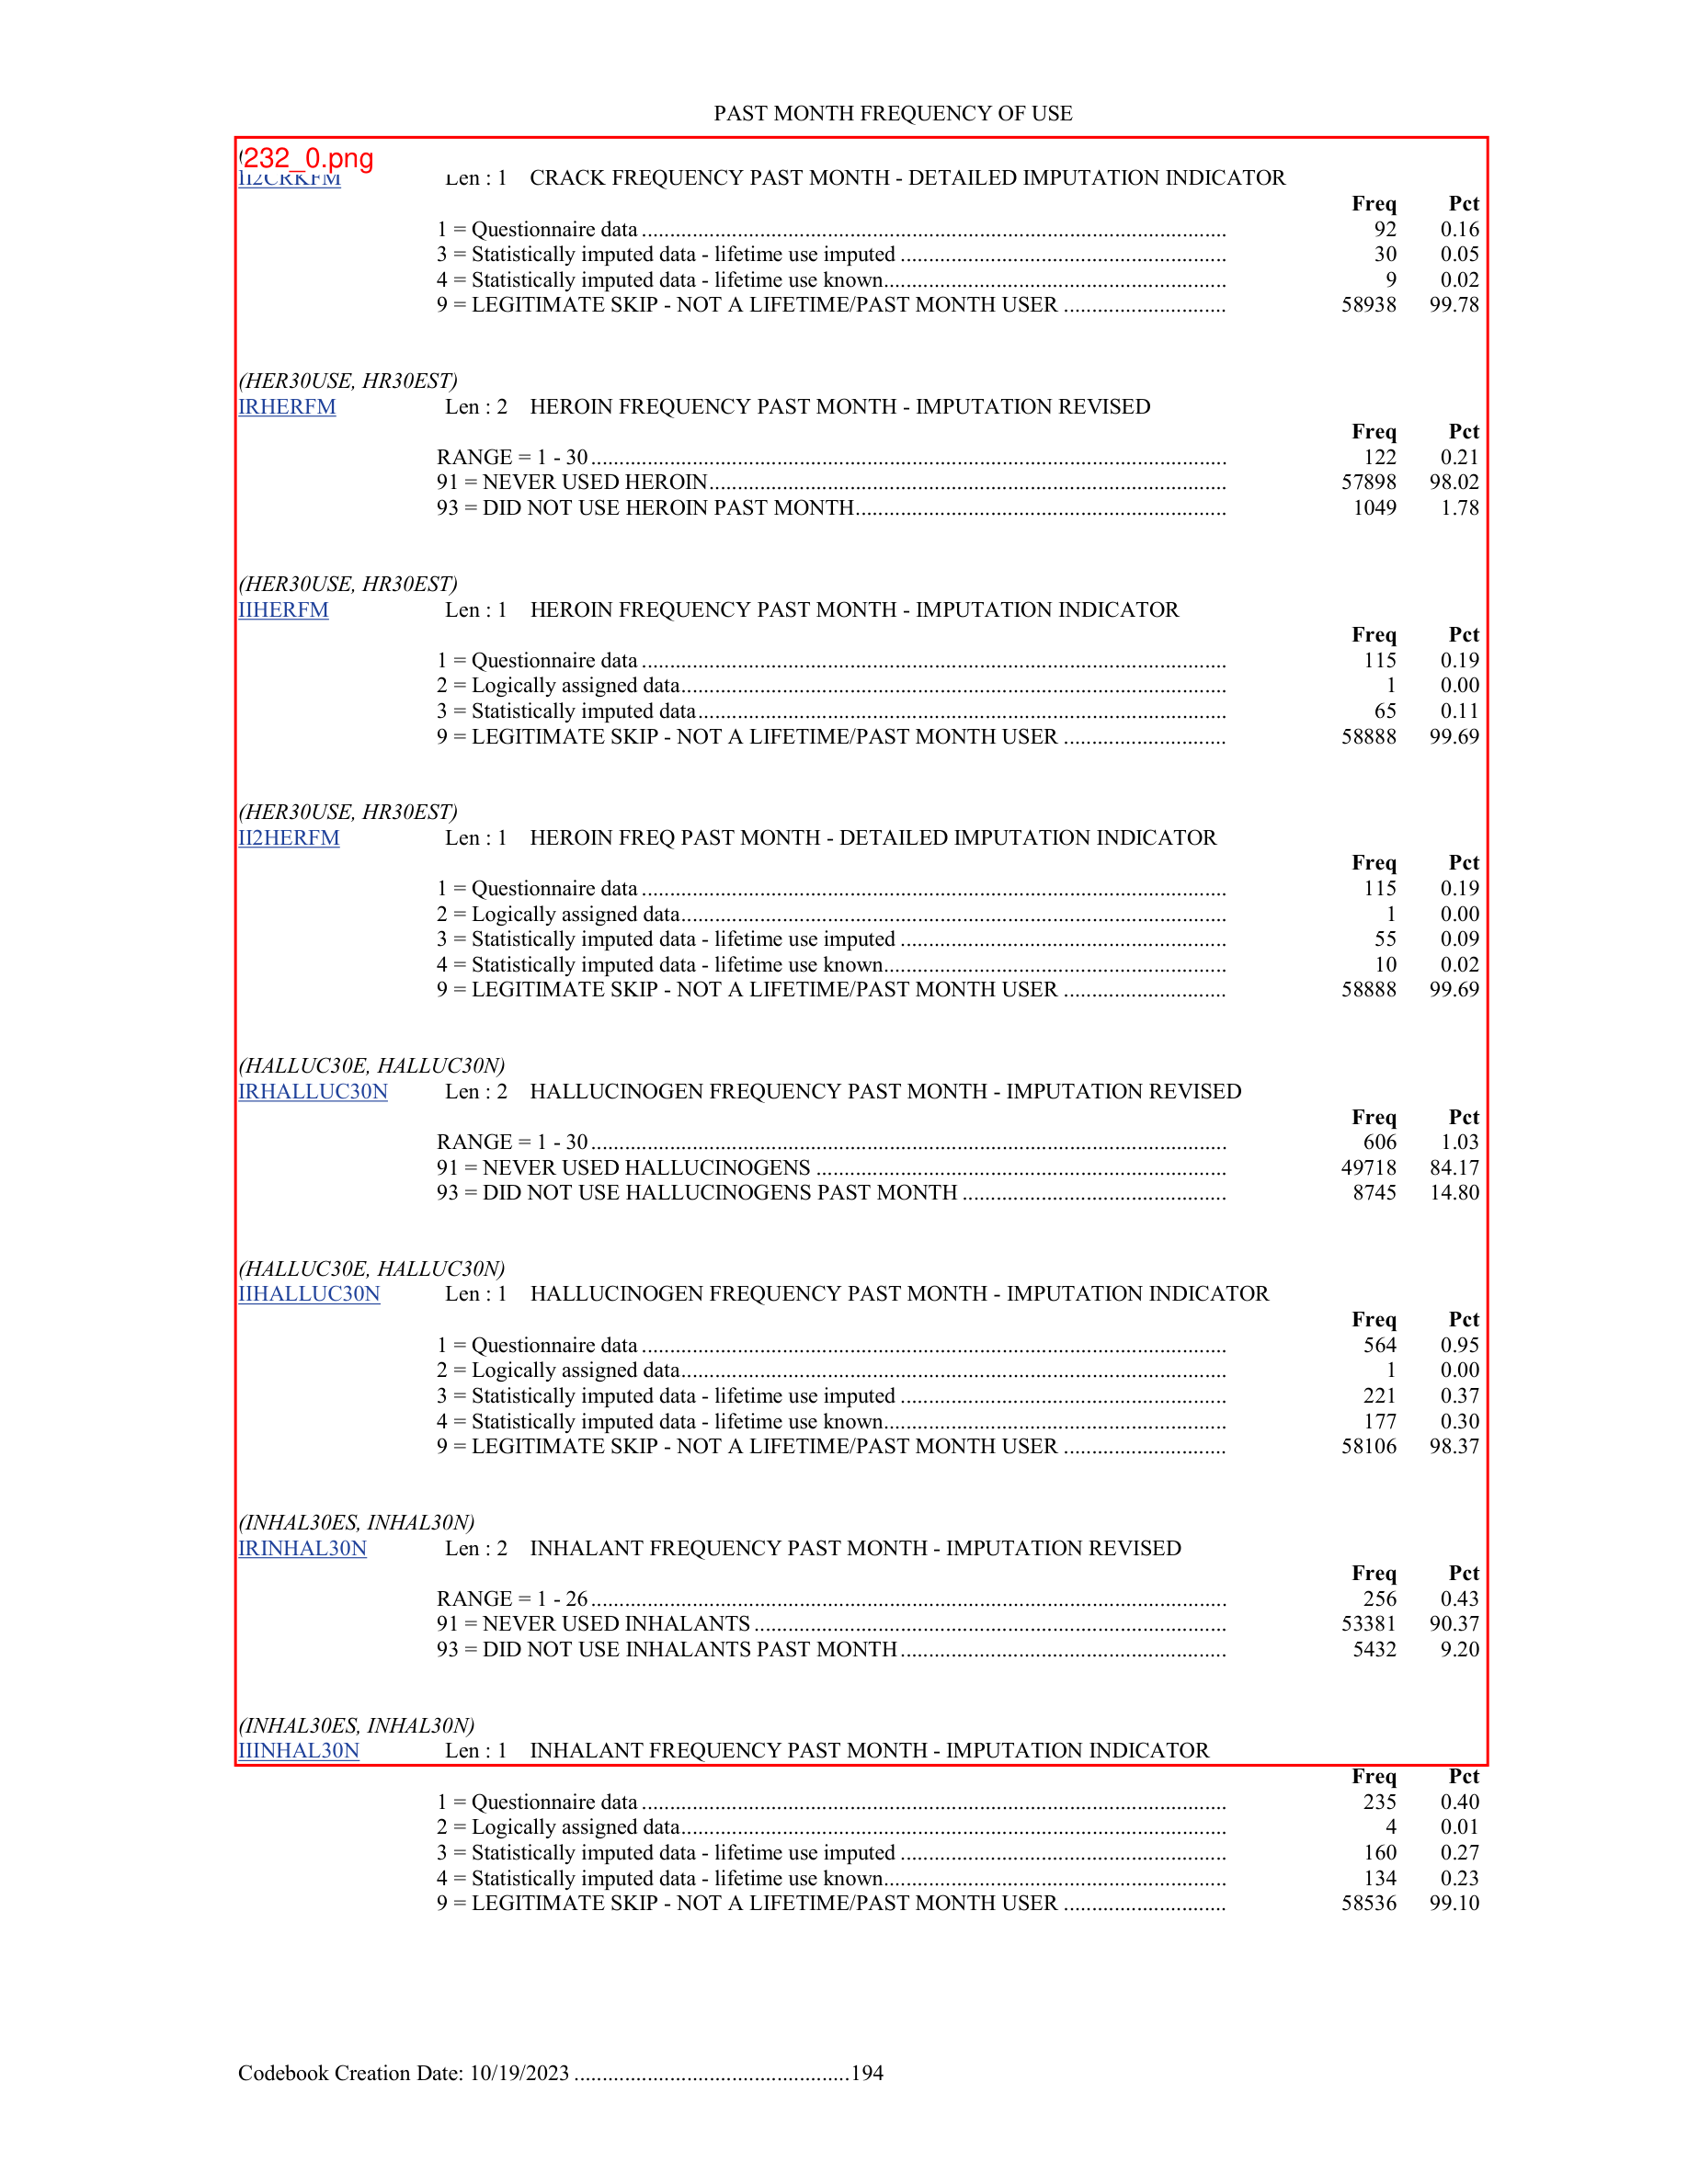 PAST MONTH FREQUENCY OF USE
(232_0.png
II2CRKFM Len : 1 CRACK FREQUENCY PAST MONTH - DETAILED IMPUTATION INDICATOR
Freq Pct
1 = Questionnaire data ........ 92 0.16
3 = Statistically imputed data - lifetime use imputed ........ 30 0.05
4 = Statistically imputed data - lifetime use known........ 9 0.02
9 = LEGITIMATE SKIP - NOT A LIFETIME/PAST MONTH USER ........ 58938 99.78
(HER30USE, HR30EST)
IRHERFM Len : 2 HEROIN FREQUENCY PAST MONTH - IMPUTATION REVISED
Freq Pct
RANGE = 1 - 30 ........ 122 0.21
91 = NEVER USED HEROIN........ 57898 98.02
93 = DID NOT USE HEROIN PAST MONTH........ 1049 1.78
(HER30USE, HR30EST)
IIHERFM Len : 1 HEROIN FREQUENCY PAST MONTH - IMPUTATION INDICATOR
Freq Pct
1 = Questionnaire data ........ 115 0.19
2 = Logically assigned data........ 1 0.00
3 = Statistically imputed data........ 65 0.11
9 = LEGITIMATE SKIP - NOT A LIFETIME/PAST MONTH USER ........ 58888 99.69
(HER30USE, HR30EST)
II2HERFM Len : 1 HEROIN FREQ PAST MONTH - DETAILED IMPUTATION INDICATOR
Freq Pct
1 = Questionnaire data ........ 115 0.19
2 = Logically assigned data........ 1 0.00
3 = Statistically imputed data - lifetime use imputed ........ 55 0.09
4 = Statistically imputed data - lifetime use known........ 10 0.02
9 = LEGITIMATE SKIP - NOT A LIFETIME/PAST MONTH USER ........ 58888 99.69
(HALLUC30E, HALLUC30N)
IRHALLUC30N Len : 2 HALLUCINOGEN FREQUENCY PAST MONTH - IMPUTATION REVISED
Freq Pct
RANGE = 1 - 30 ........ 606 1.03
91 = NEVER USED HALLUCINOGENS ........ 49718 84.17
93 = DID NOT USE HALLUCINOGENS PAST MONTH ........ 8745 14.80
(HALLUC30E, HALLUC30N)
IIHALLUC30N Len : 1 HALLUCINOGEN FREQUENCY PAST MONTH - IMPUTATION INDICATOR
Freq Pct
1 = Questionnaire data ........ 564 0.95
2 = Logically assigned data........ 1 0.00
3 = Statistically imputed data - lifetime use imputed ........ 221 0.37
4 = Statistically imputed data - lifetime use known........ 177 0.30
9 = LEGITIMATE SKIP - NOT A LIFETIME/PAST MONTH USER ........ 58106 98.37
(INHAL30ES, INHAL30N)
IRINHAL30N Len : 2 INHALANT FREQUENCY PAST MONTH - IMPUTATION REVISED
Freq Pct
RANGE = 1 - 26 ........ 256 0.43
91 = NEVER USED INHALANTS ........ 53381 90.37
93 = DID NOT USE INHALANTS PAST MONTH ........ 5432 9.20
(INHAL30ES, INHAL30N)
IIINHAL30N Len : 1 INHALANT FREQUENCY PAST MONTH - IMPUTATION INDICATOR
Freq Pct
1 = Questionnaire data ........ 235 0.40
2 = Logically assigned data........ 4 0.01
3 = Statistically imputed data - lifetime use imputed ........ 160 0.27
4 = Statistically imputed data - lifetime use known........ 134 0.23
9 = LEGITIMATE SKIP - NOT A LIFETIME/PAST MONTH USER ........ 58536 99.10
Codebook Creation Date: 10/19/2023 ........194